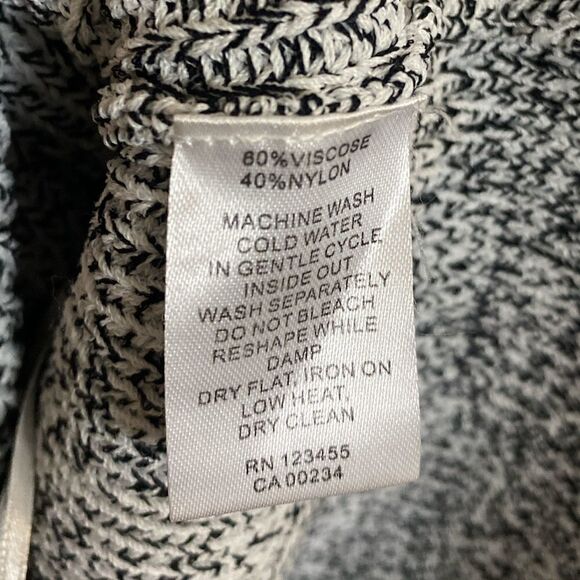 60%VISCOSE
40%NYLON
MACHINE WASH
COLD WATER
IN GENTLE CYCLE
INSIDE OUT
WASH SEPARATELY
DO NOT BLEACH
RESHAPE WHILE
DAMP
DRY FLAT, IRON ON
LOW HEAT,
DRY CLEAN
RN 123455
CA 00234